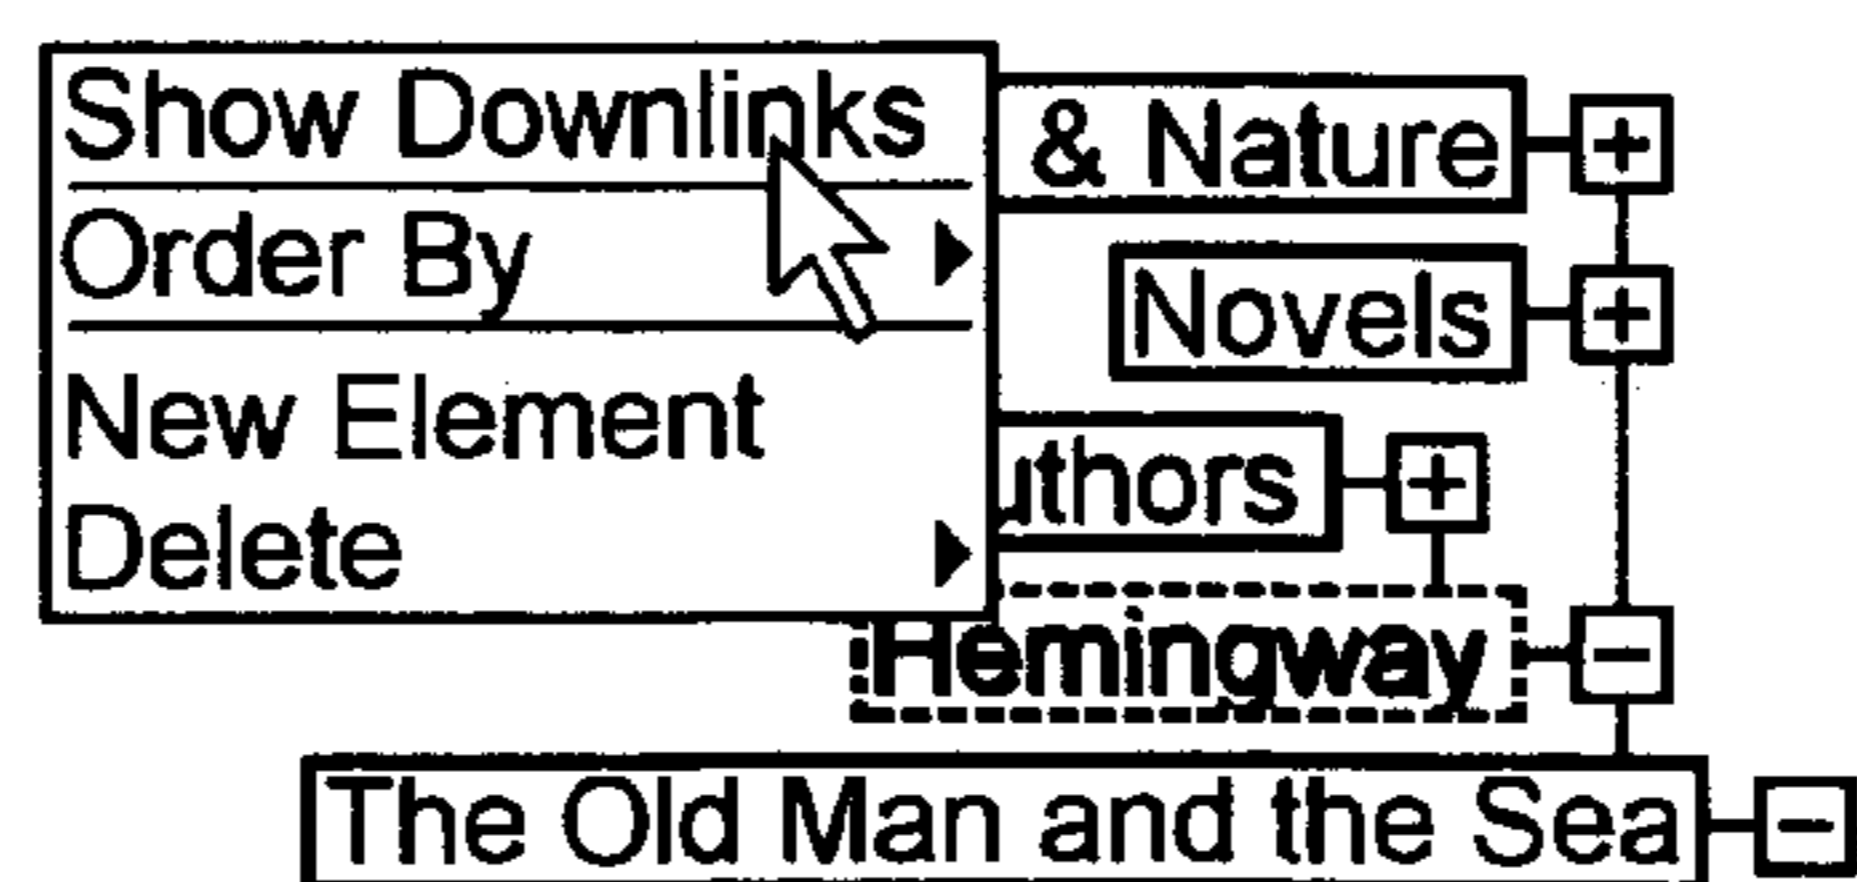 Show Downlinks
Order By
New Element
Delete
& Nature
Novels
uthors
Hemingway
The Old Man and the Sea